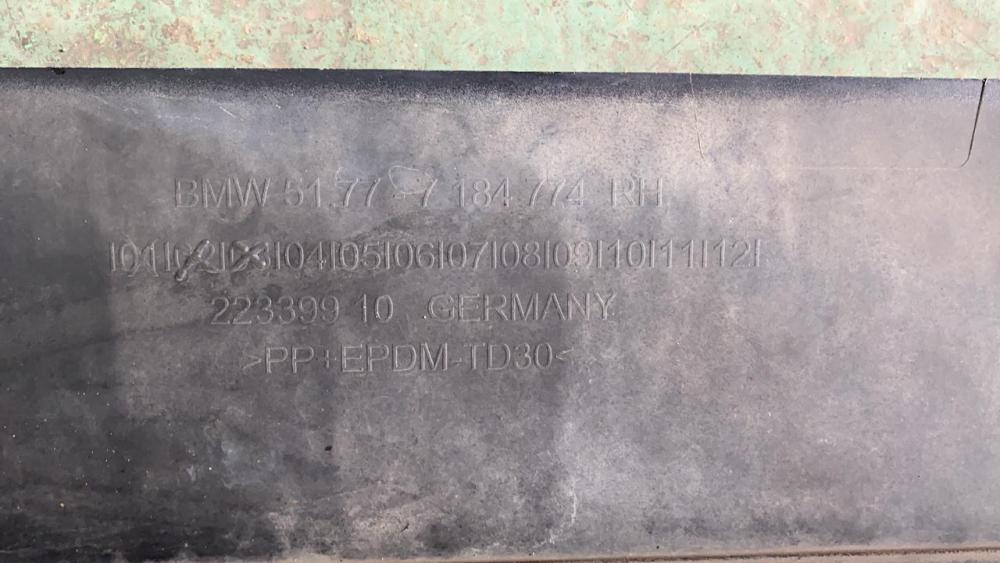 BMW 51.77 - 7 184 774 RH
|01|02|03|04|05|06|07|08|09|10|11|12|
223399 10 GERMANY
>PP+EPDM-TD30<